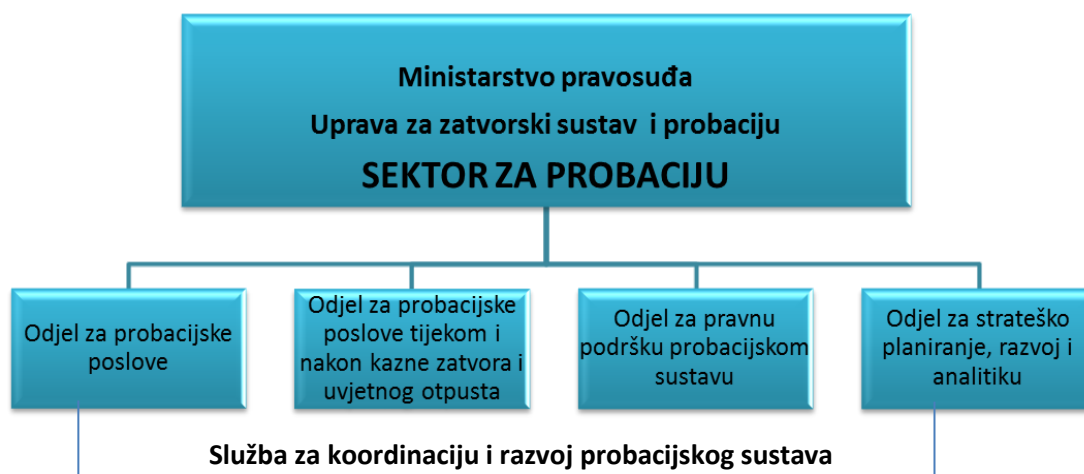 Ministarstvo pravosuđa
Uprava za zatvorski sustav i probaciju
SEKTOR ZA PROBACIJU
Odjel za probacijske
poslove
Odjel za probacijske
poslove tijekom i
nakon kazne zatvora i
uvjetnog otpusta
Odjel za pravnu
podršku probacijskom
sustavu
Odjel za strateško
planiranje, razvoj i
analitiku
Služba za koordinaciju i razvoj probacijskog sustava